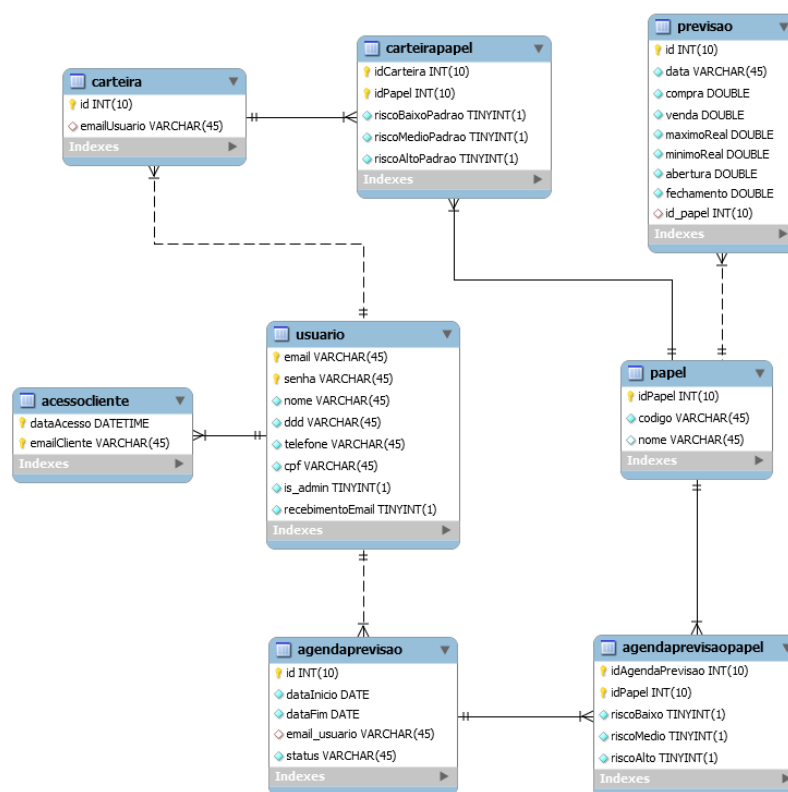 carteira
id INT(10)
emailUsuario VARCHAR(45)
Indexes
carteirapapel
idCarteira INT(10)
idPapel INT(10)
riscoBaixoPadrao TINYINT(1)
riscoMedioPadrao TINYINT(1)
riscoAltoPadrao TINYINT(1)
Indexes
previsao
id INT(10)
data VARCHAR(45)
compra DOUBLE
venda DOUBLE
maximoReal DOUBLE
minimoReal DOUBLE
abertura DOUBLE
fechamento DOUBLE
id_papel INT(10)
Indexes
usuario
email VARCHAR(45)
senha VARCHAR(45)
nome VARCHAR(45)
ddd VARCHAR(45)
telefone VARCHAR(45)
cpf VARCHAR(45)
is_admin TINYINT(1)
recebimentoEmail TINYINT(1)
Indexes
acessocliente
dataAcesso DATETIME
emailCliente VARCHAR(45)
Indexes
papel
idPapel INT(10)
codigo VARCHAR(45)
nome VARCHAR(45)
Indexes
agendaprevisao
id INT(10)
dataInicio DATE
dataFim DATE
email_usuario VARCHAR(45)
status VARCHAR(45)
Indexes
agendaprevisaopapel
idAgendaPrevisao INT(10)
idPapel INT(10)
riscoBaixo TINYINT(1)
riscoMedio TINYINT(1)
riscoAlto TINYINT(1)
Indexes